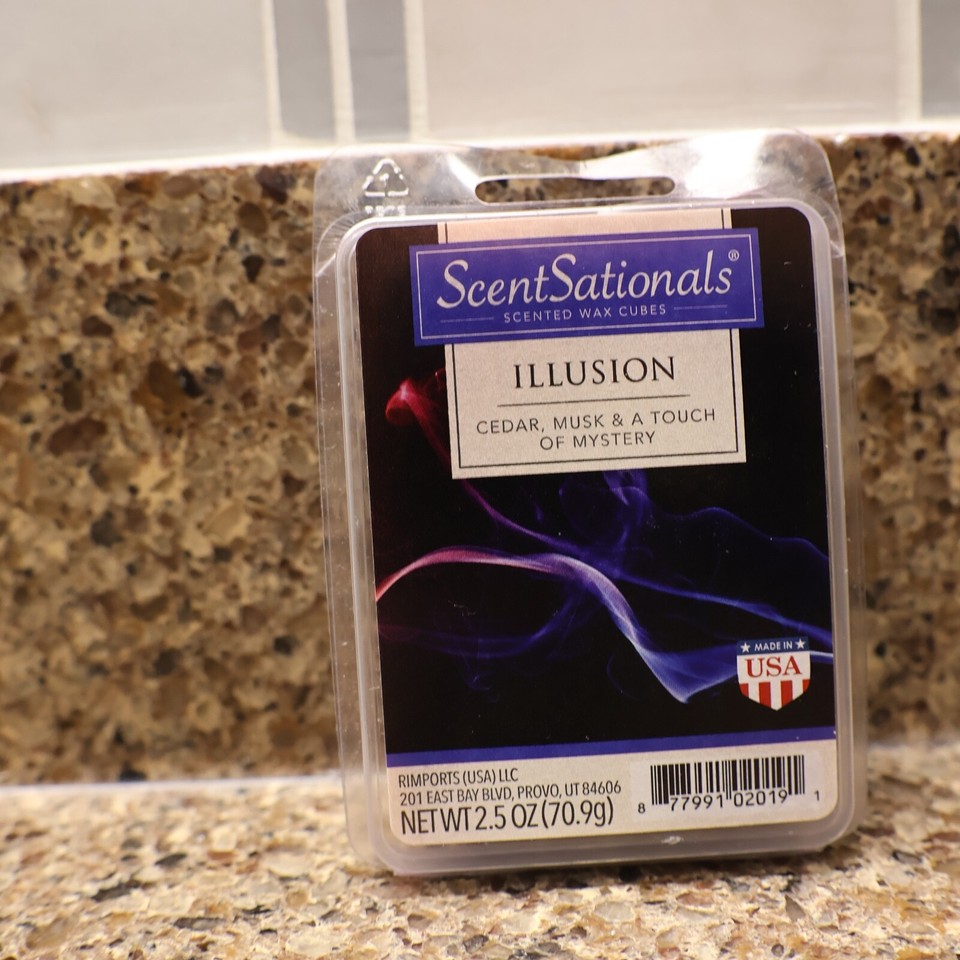 ScentSationals®
SCENTED WAX CUBES
ILLUSION
CEDAR, MUSK & A TOUCH
OF MYSTERY
MADE IN
USA
RIMPORTS (USA) LLC
201 EAST BAY BLVD, PROVO, UT 84606
NET WT 2.5 OZ (70.9g)
8 77991 02019 1